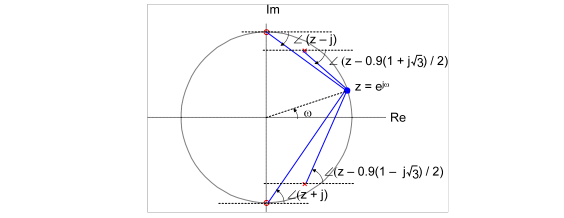 Im
∠(z – j)
∠(z – 0.9(1 + j√3) / 2)
z = e^jω
Re
ω
∠(z – 0.9(1 – j√3) / 2)
∠(z + j)